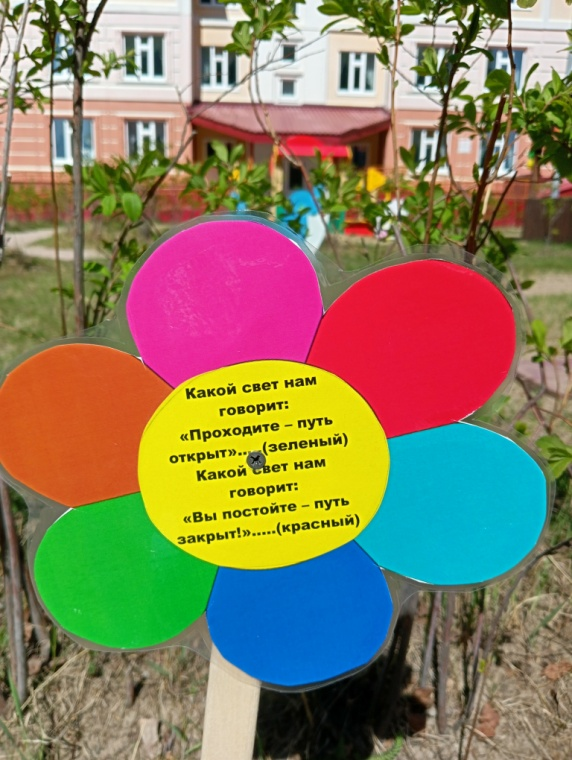 Какой свет нам
говорит:
«Проходите – путь
открыт»....(зеленый)
Какой свет нам
говорит:
«Вы постойте – путь
закрыт!».....(красный)